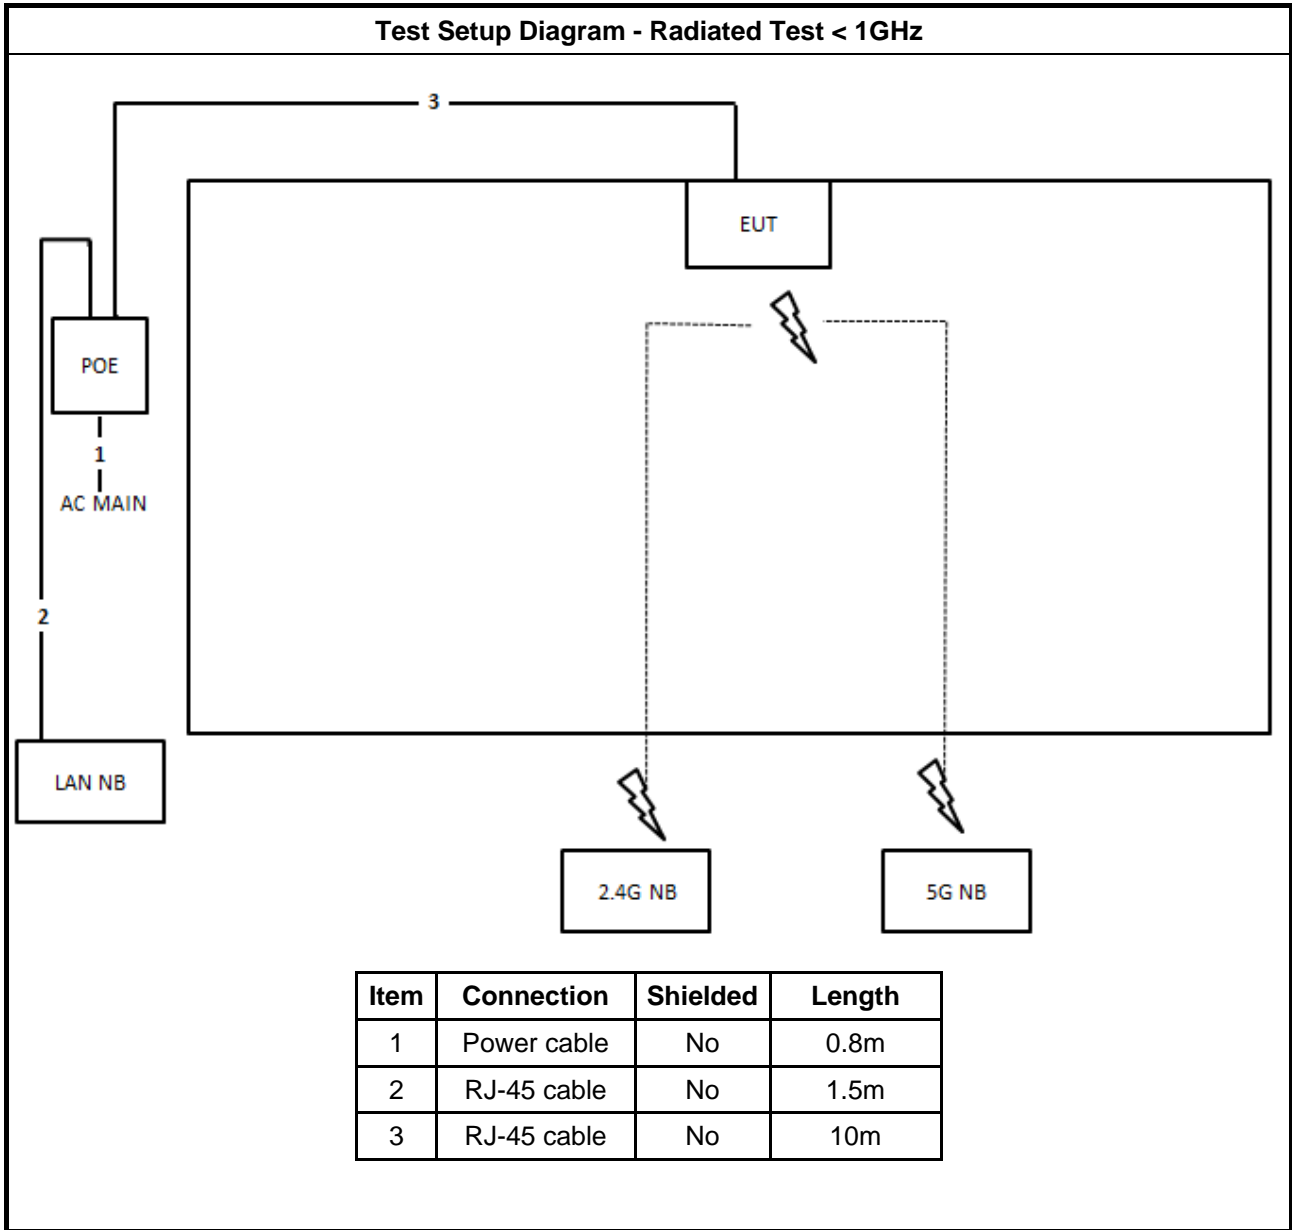 Test Setup Diagram - Radiated Test < 1GHz
3
EUT
POE
1
AC MAIN
2
LAN NB
2.4G NB
5G NB
Item Connection Shielded Length
1 Power cable No 0.8m
2 RJ-45 cable No 1.5m
3 RJ-45 cable No 10m